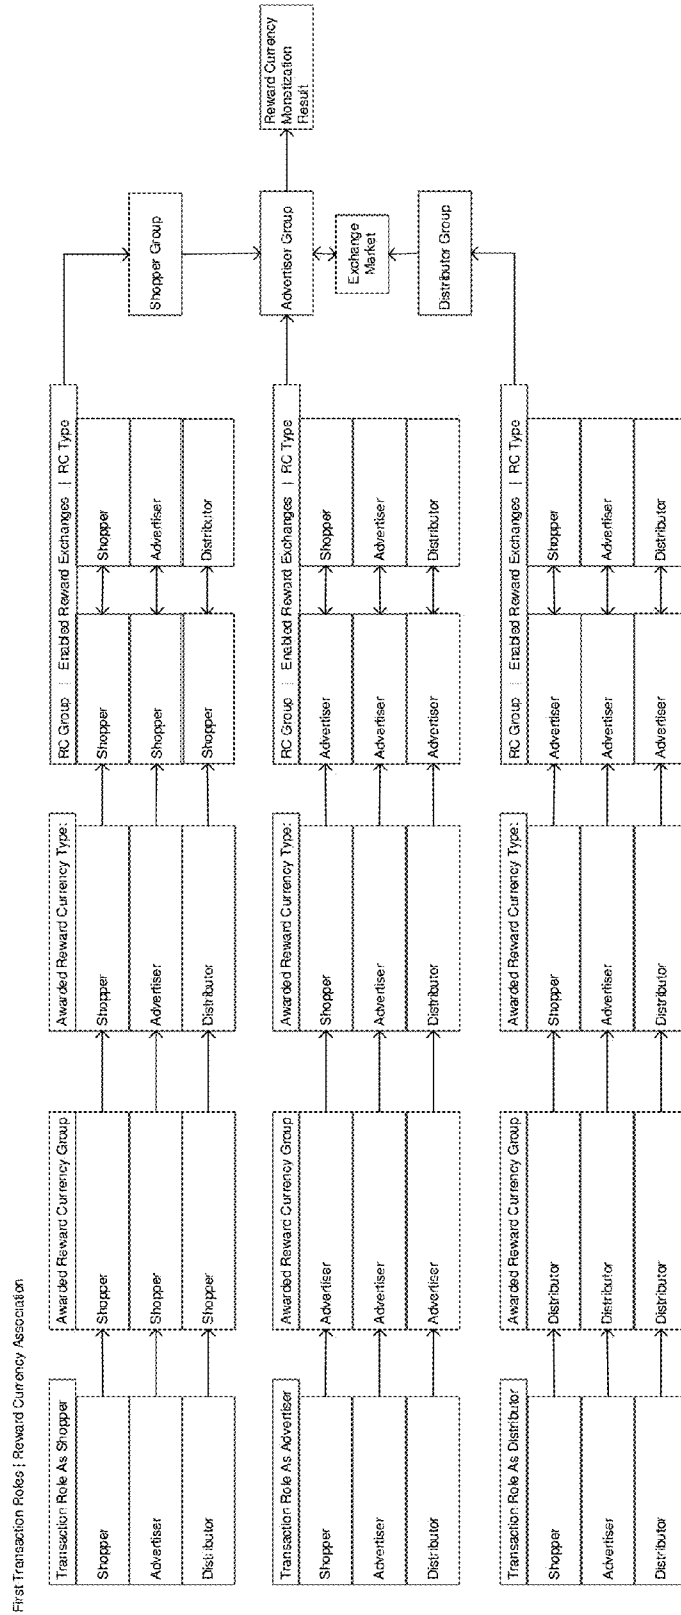 First Transaction Roles | Reward Currency Association
Transaction Role As Shopper
Shopper
Advertiser
Distributor
Awarded Reward Currency Group
Shopper
Shopper
Shopper
Awarded Reward Currency Type:
Shopper
Advertiser
Distributor
RC Group | Enabled Reward Exchanges | RC Type
Shopper
Shopper
Shopper
Shopper
Advertiser
Distributor
Transaction Role As Advertiser
Shopper
Advertiser
Distributor
Awarded Reward Currency Group
Advertiser
Advertiser
Advertiser
Awarded Reward Currency Type:
Shopper
Advertiser
Distributor
RC Group | Enabled Reward Exchanges | RC Type
Advertiser
Advertiser
Advertiser
Shopper
Advertiser
Distributor
Transaction Role As Distributor
Shopper
Advertiser
Distributor
Awarded Reward Currency Group
Distributor
Distributor
Distributor
Awarded Reward Currency Type:
Shopper
Advertiser
Distributor
RC Group | Enabled Reward Exchanges | RC Type
Advertiser
Advertiser
Advertiser
Shopper
Advertiser
Distributor
Shopper Group
Advertiser Group
Exchange
Market
Distributor Group
Reward Currency
Monetization
Result